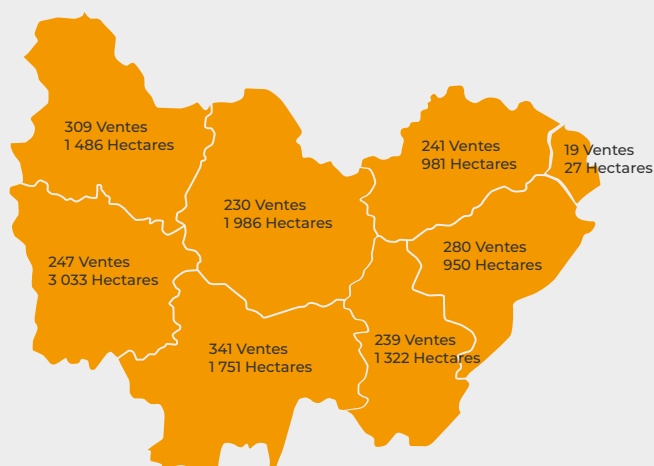 309 Ventes
1 486 Hectares
241 Ventes
981 Hectares
19 Ventes
27 Hectares
230 Ventes
1 986 Hectares
280 Ventes
950 Hectares
247 Ventes
3 033 Hectares
341 Ventes
1 751 Hectares
239 Ventes
1 322 Hectares